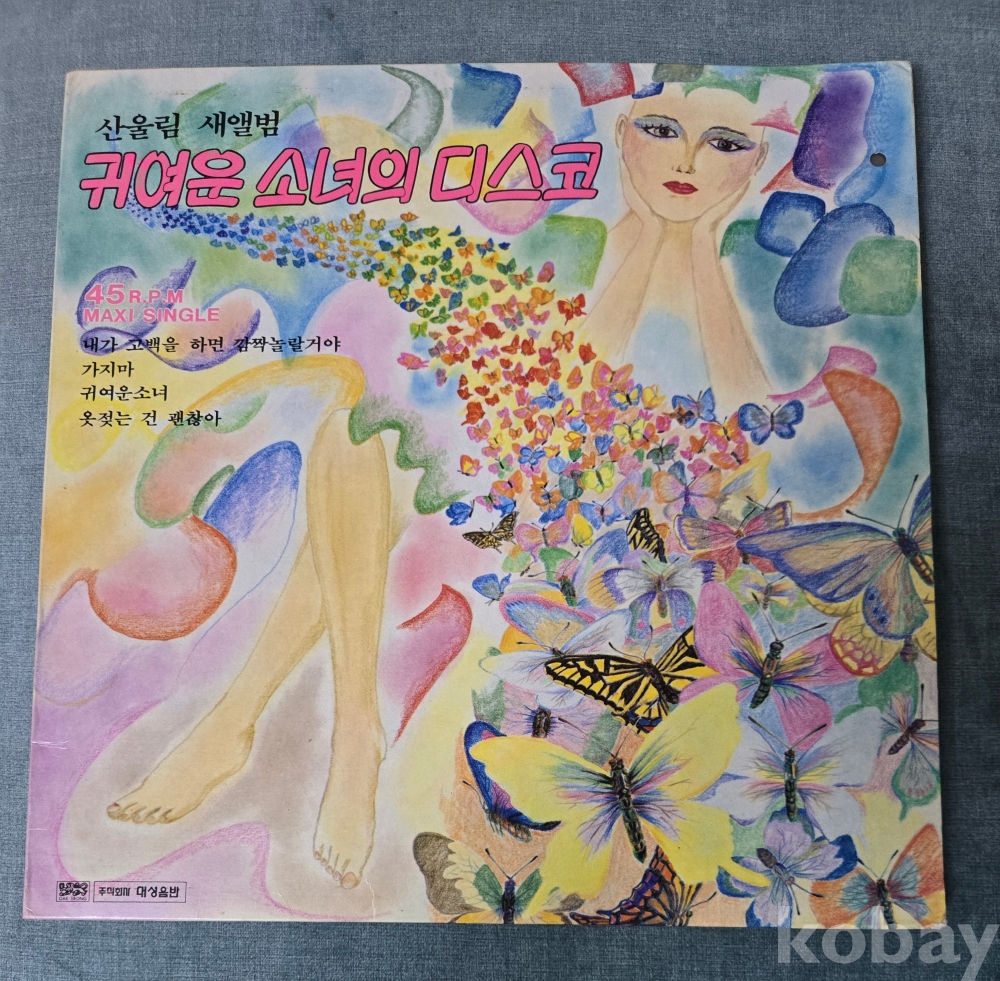 산울림 새앨범
귀여운 소녀의 디스코
45 R.P.M
MAXI SINGLE
내가 고백을 하면 깜짝놀랄거야
가지마
귀여운소녀
옷젖는 건 괜찮아
DAE SEUNG
주식회사 대성음반
kobay